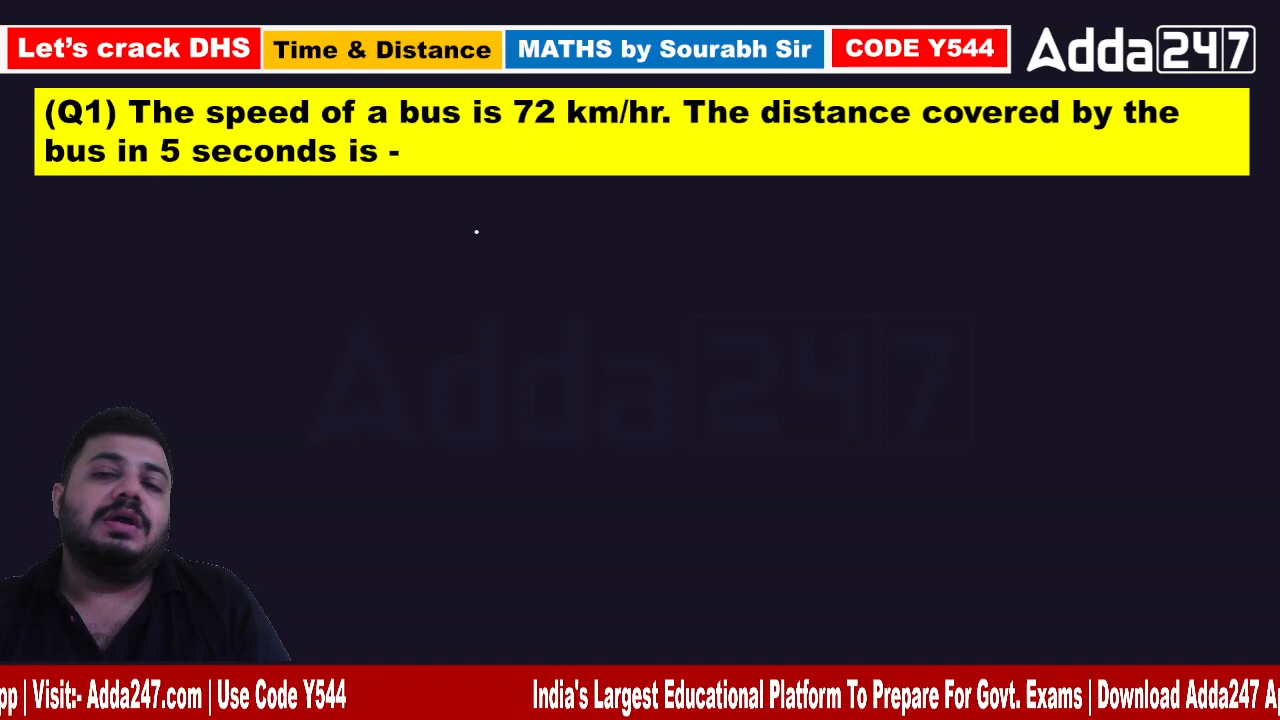 Let’s crack DHS
Time & Distance
MATHS by Sourabh Sir
CODE Y544
Adda247
(Q1) The speed of a bus is 72 km/hr. The distance covered by the
bus in 5 seconds is -
Adda247
pp | Visit:- Adda247.com | Use Code Y544
India's Largest Educational Platform To Prepare For Govt. Exams | Download Adda247 A